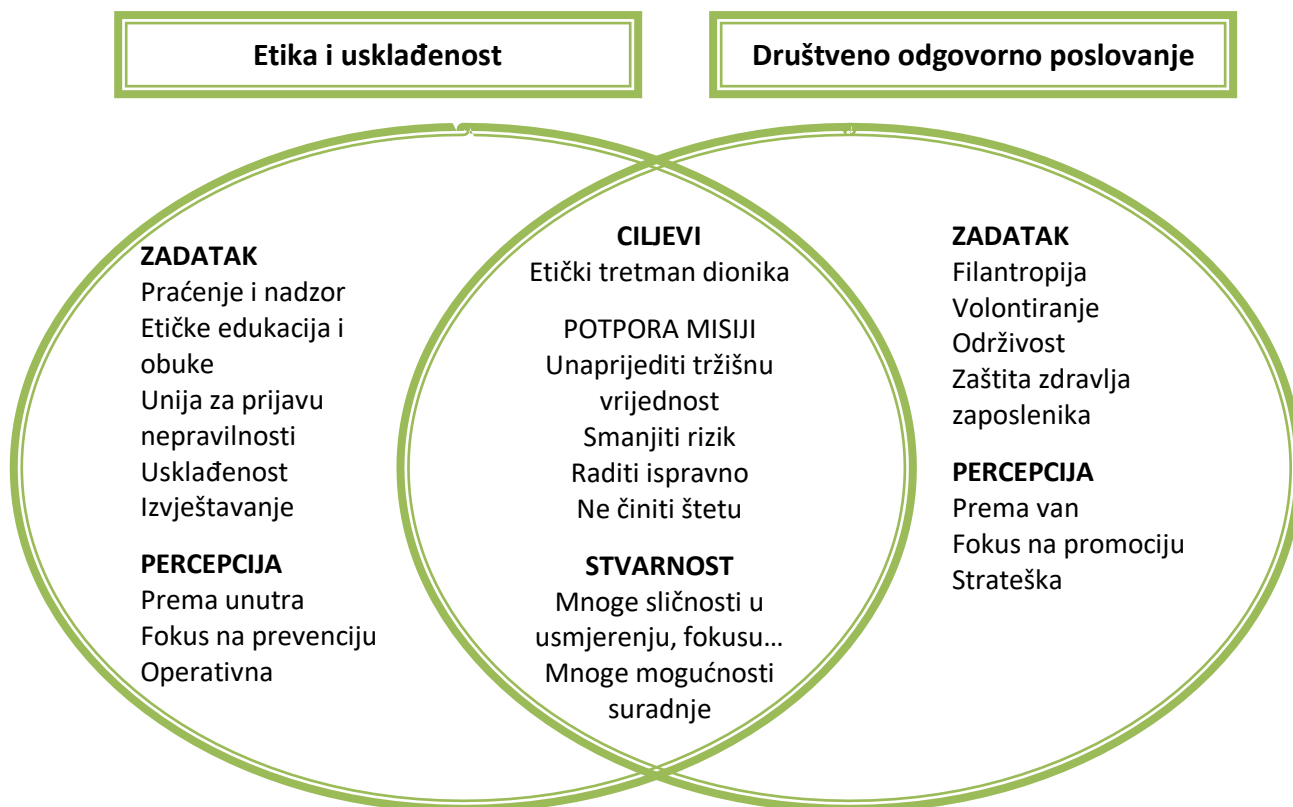 Etika i usklađenost
Društveno odgovorno poslovanje
ZADATAK
Praćenje i nadzor
Etičke edukacija i
obuke
Unija za prijavu
nepravilnosti
Usklađenost
Izvještavanje
PERCEPCIJA
Prema unutra
Fokus na prevenciju
Operativna
CILJEVI
Etički tretman dionika
POTPORA MISIJI
Unaprijediti tržišnu
vrijednost
Smanjiti rizik
Raditi ispravno
Ne činiti štetu
STVARNOST
Mnoge sličnosti u
usmjerenju, fokusu…
Mnoge mogućnosti
suradnje
ZADATAK
Filantropija
Volontiranje
Održivost
Zaštita zdravlja
zaposlenika
PERCEPCIJA
Prema van
Fokus na promociju
Strateška